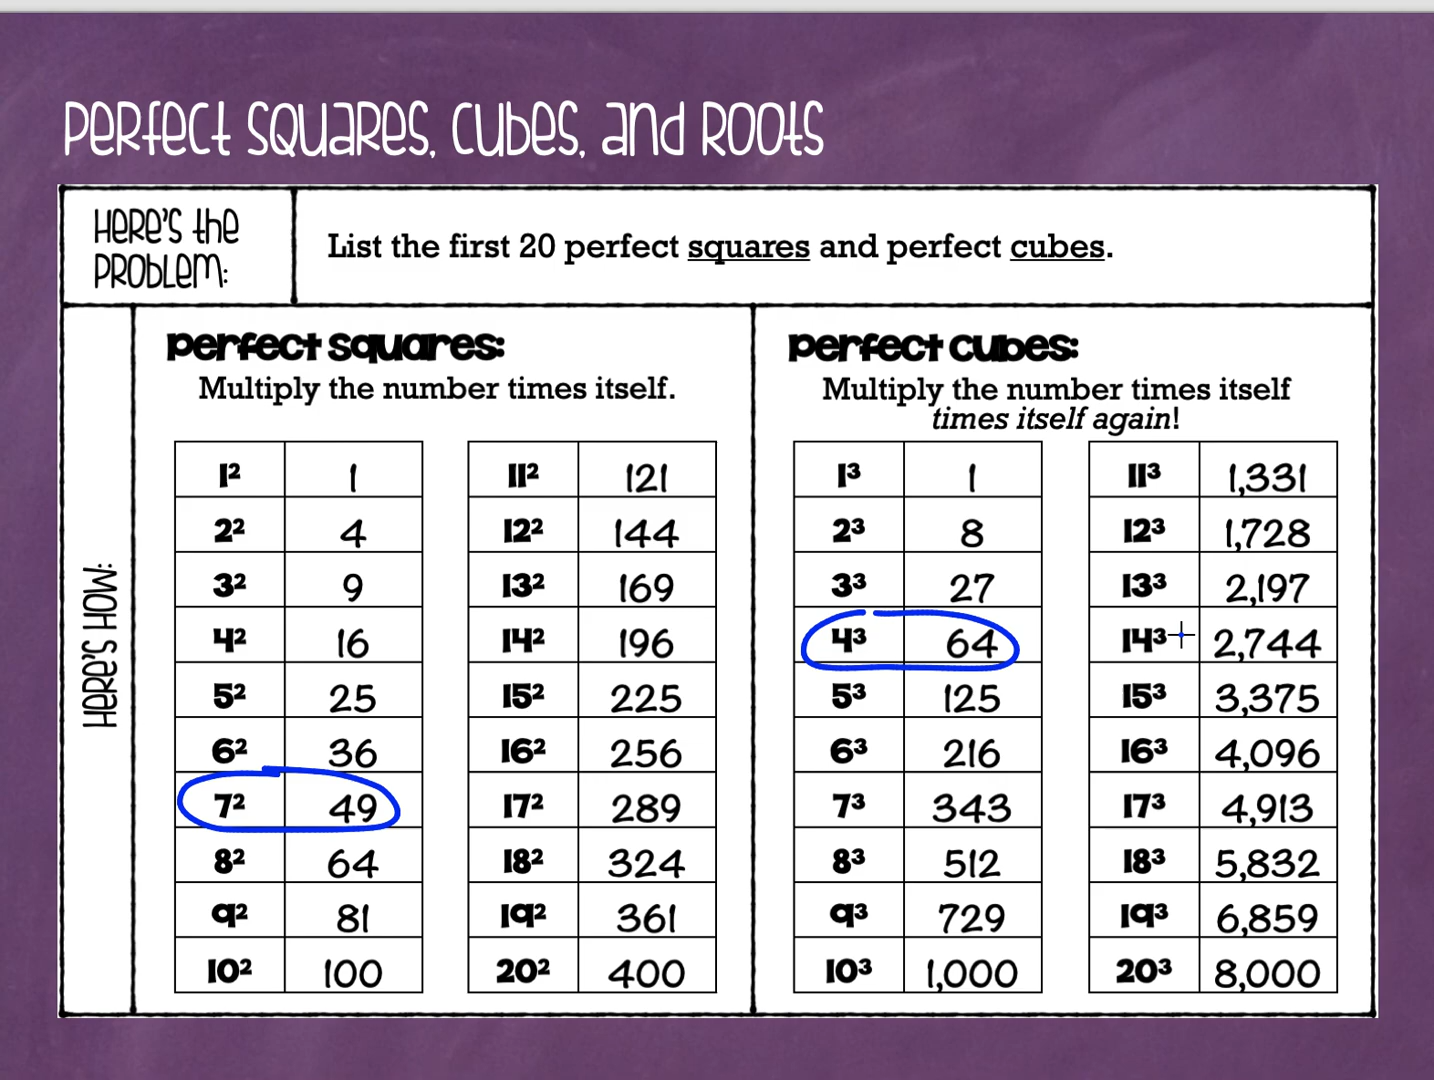 Perfect Squares, Cubes, and Roots
Here's the
Problem:
List the first 20 perfect squares and perfect cubes.
Here's How:
Perfect Squares:
Multiply the number times itself.
1² 1 11² 121
2² 4 12² 144
3² 9 13² 169
4² 16 14² 196
5² 25 15² 225
6² 36 16² 256
7² 49 17² 289
8² 64 18² 324
9² 81 19² 361
10² 100 20² 400
Perfect Cubes:
Multiply the number times itself
times itself again!
1³ 1 11³ 1,331
2³ 8 12³ 1,728
3³ 27 13³ 2,197
4³ 64 14³ 2,744
5³ 125 15³ 3,375
6³ 216 16³ 4,096
7³ 343 17³ 4,913
8³ 512 18³ 5,832
9³ 729 19³ 6,859
10³ 1,000 20³ 8,000